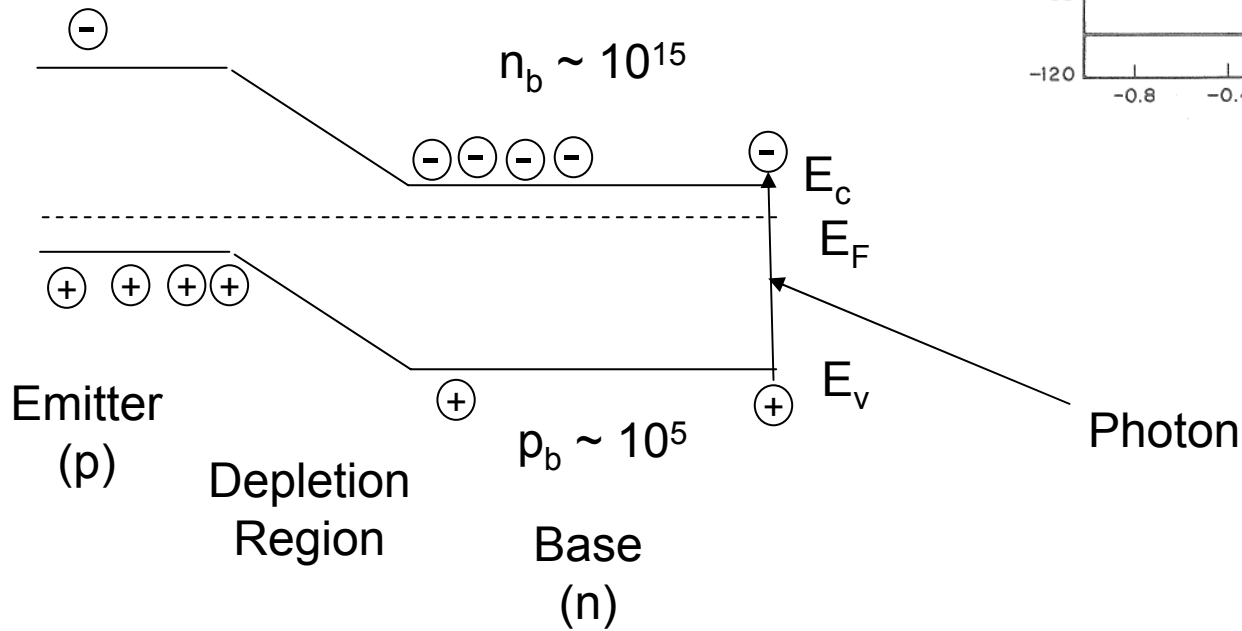 n_b ~ 10^15
-120
-0.8
E_c
E_F
E_v
Emitter
(p)
Depletion
Region
p_b ~ 10^5
Base
(n)
Photon